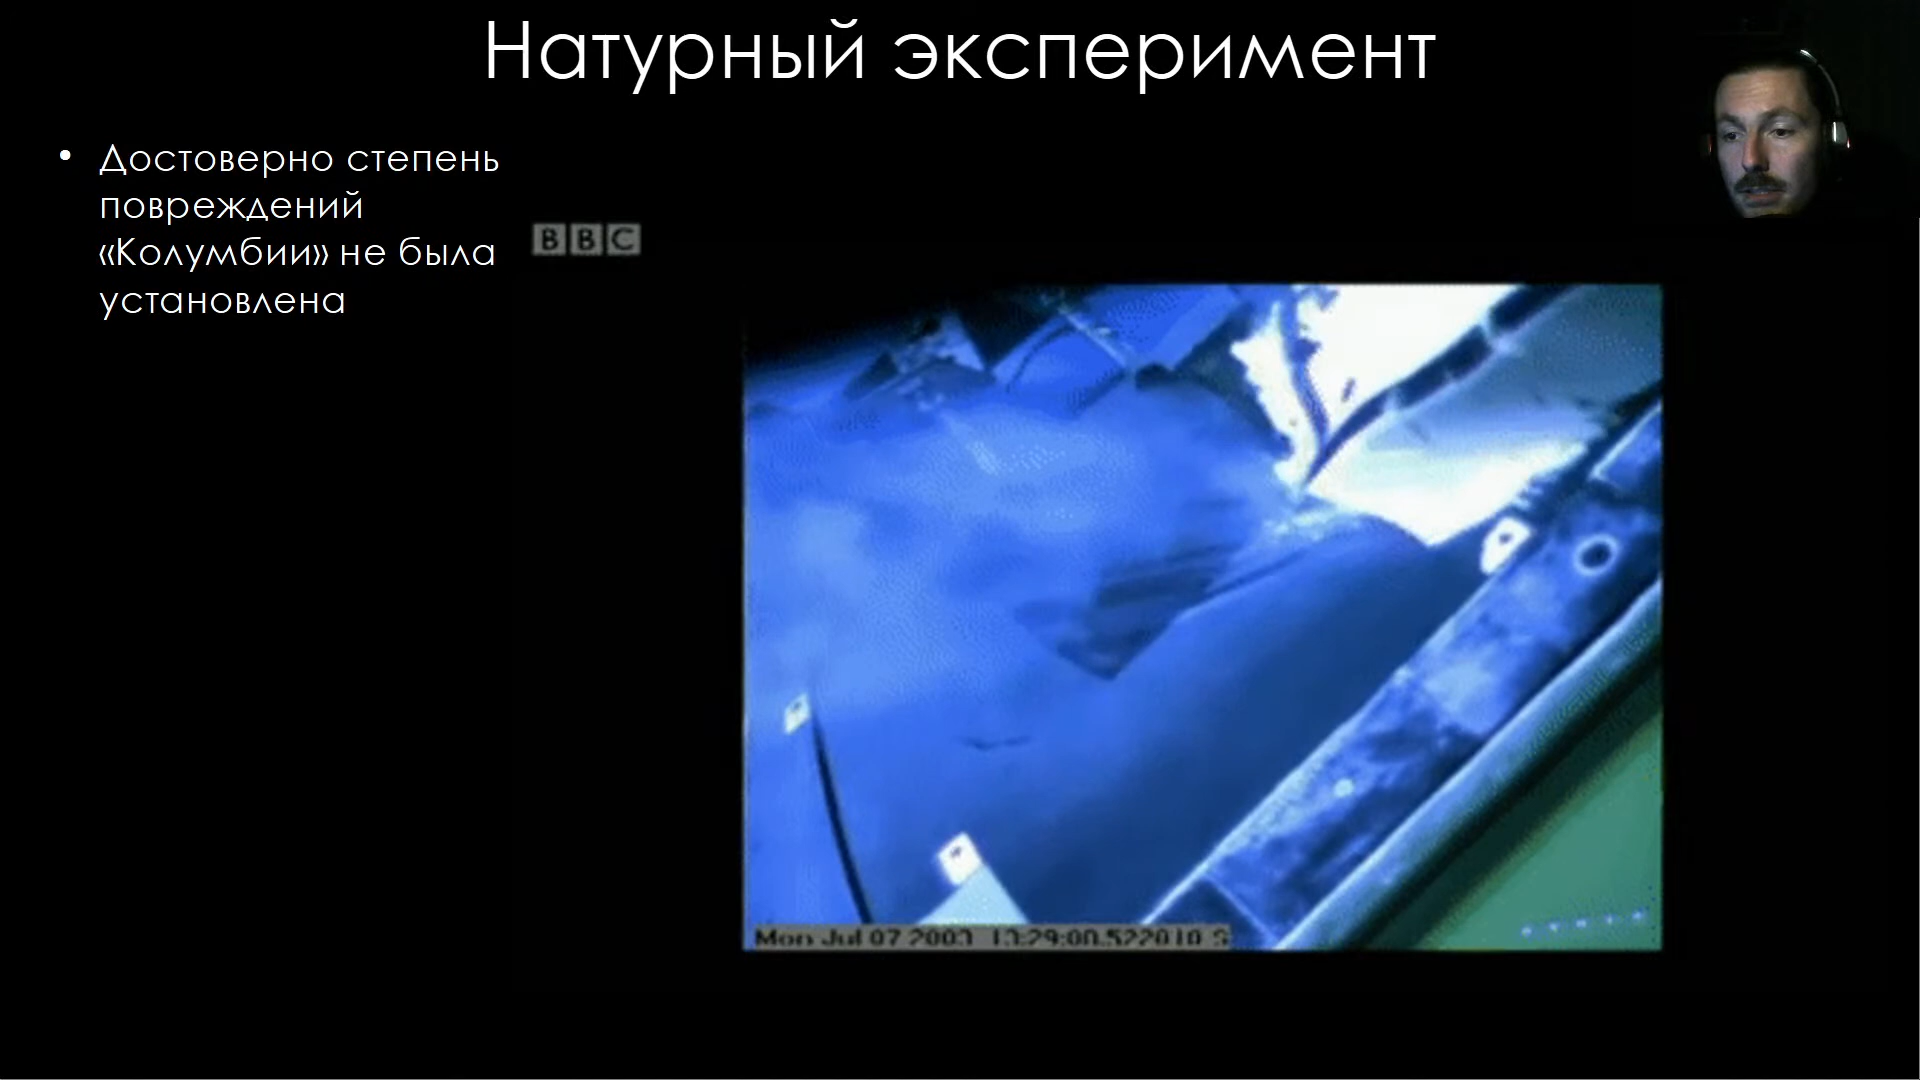 Натурный эксперимент
• Достоверно степень
повреждений
«Колумбии» не была
установлена
BBC
Mon Jul 07 2003